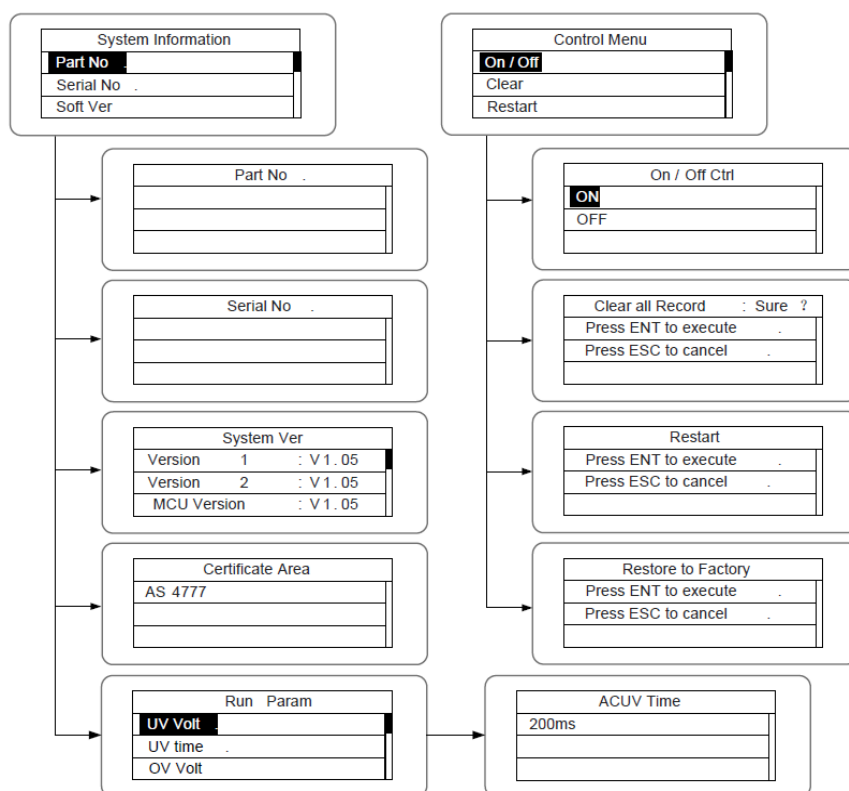 System Information
Part No .
Serial No .
Soft Ver
Control Menu
On / Off
Clear
Restart
Part No .
On / Off Ctrl
ON
OFF
Serial No .
Clear all Record : Sure ?
Press ENT to execute .
Press ESC to cancel .
System Ver
Version 1 : V1.05
Version 2 : V1.05
MCU Version : V1.05
Restart
Press ENT to execute .
Press ESC to cancel .
Certificate Area
AS 4777
Restore to Factory
Press ENT to execute .
Press ESC to cancel .
Run Param
UV Volt .
UV time .
OV Volt
ACUV Time
200ms